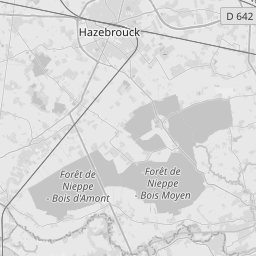 D 642
Hazebrouck
Forêt de
Nieppe
- Bois d'Amont
Forêt de
Nieppe
- Bois Moyen